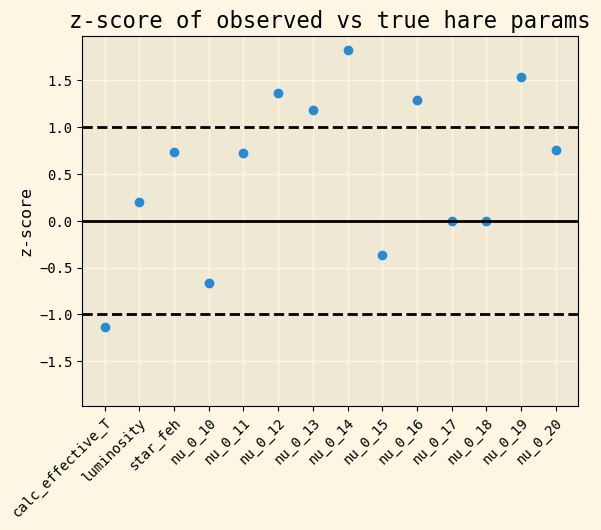 z-score of observed vs true hare params
z-score
1.5
1.0
0.5
0.0
−0.5
−1.0
−1.5
calc_effective_T
luminosity
star_feh
nu_0_10
nu_0_11
nu_0_12
nu_0_13
nu_0_14
nu_0_15
nu_0_16
nu_0_17
nu_0_18
nu_0_19
nu_0_20